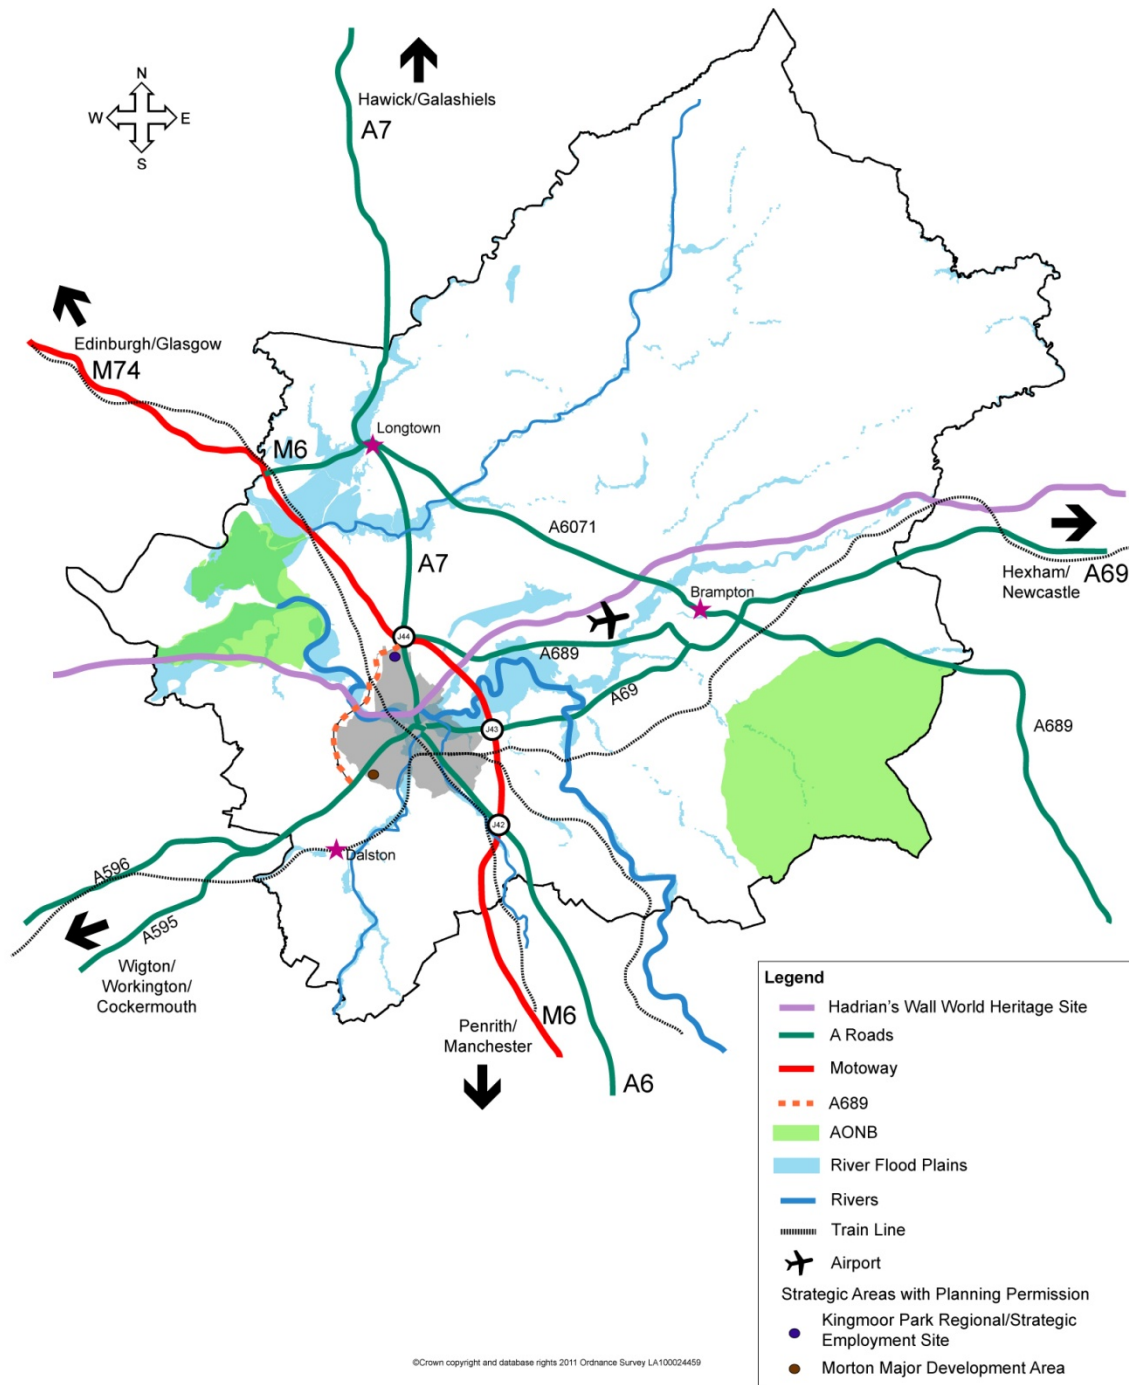 N
W E
S
Hawick/Galashiels
A7
Edinburgh/Glasgow
M74
M6
Longtown
A6071
A7
Hexham/
Newcastle
A69
Brampton
J44
A689
A69
A689
J43
J42
Dalston
A596
A595
Wigton/
Workington/
Cockermouth
Penrith/
Manchester
M6
A6
Legend
Hadrian's Wall World Heritage Site
A Roads
Motoway
A689
AONB
River Flood Plains
Rivers
Train Line
Airport
Strategic Areas with Planning Permission
Kingmoor Park Regional/Strategic
Employment Site
Morton Major Development Area
©Crown copyright and database rights 2011 Ordnance Survey LA100024459